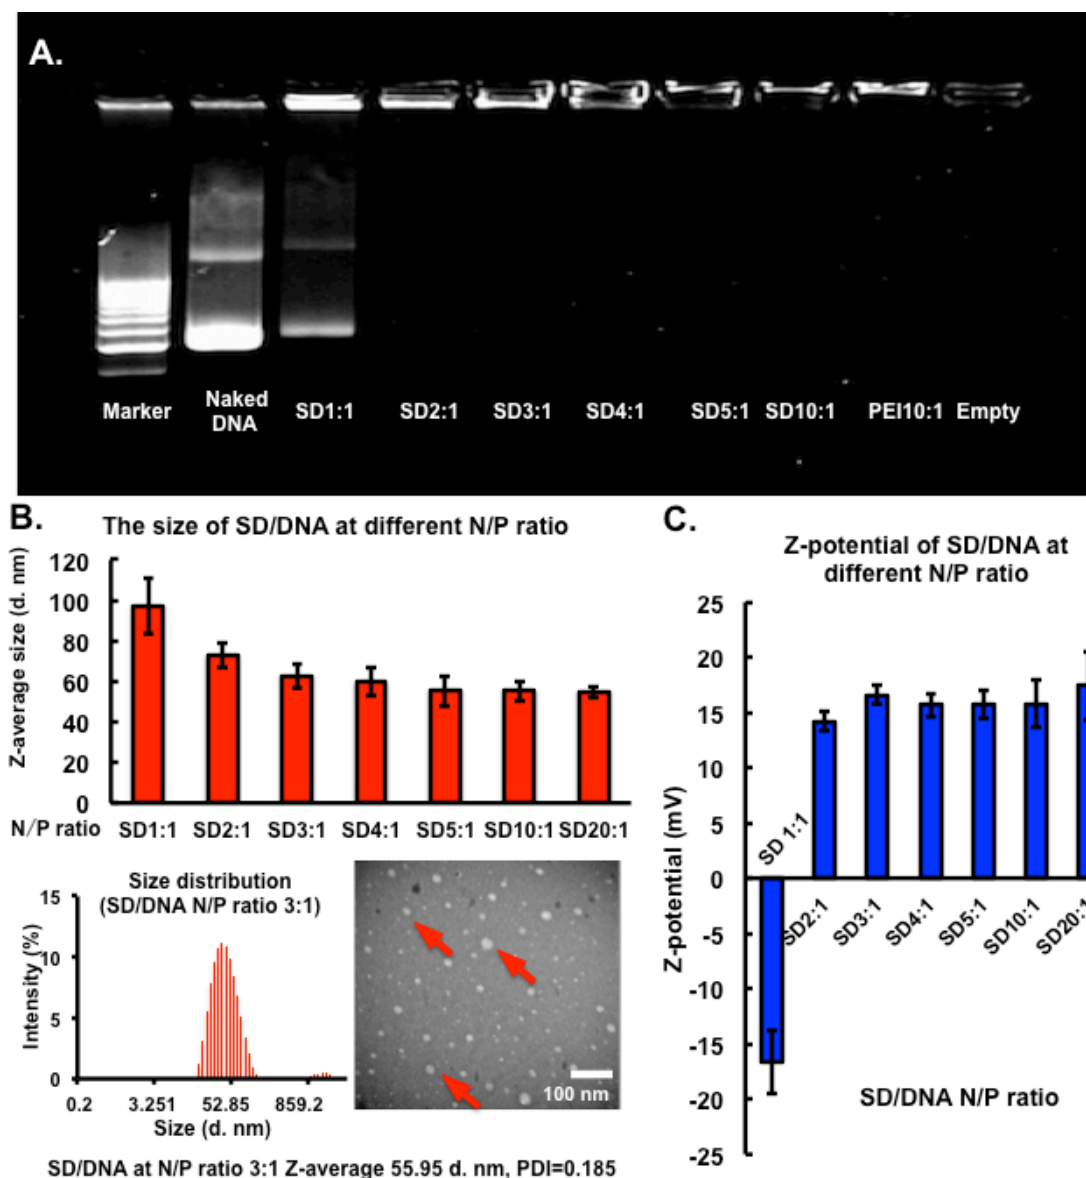 A.
Marker
Naked
DNA
SD1:1
SD2:1
SD3:1
SD4:1
SD5:1
SD10:1
PEI10:1
Empty
B.
The size of SD/DNA at different N/P ratio
Z-average size (d. nm)
120
100
80
60
40
20
0
N/P ratio
SD1:1
SD2:1
SD3:1
SD4:1
SD5:1
SD10:1
SD20:1
Size distribution
(SD/DNA N/P ratio 3:1)
Intensity (%)
15
10
5
0
0.2
3.251
52.85
859.2
Size (d. nm)
100 nm
SD/DNA at N/P ratio 3:1 Z-average 55.95 d. nm, PDI=0.185
C.
Z-potential of SD/DNA at
different N/P ratio
Z-potential (mV)
25
20
15
10
5
0
-5
-10
-15
-20
-25
SD 1:1
SD2:1
SD3:1
SD4:1
SD5:1
SD10:1
SD20:1
SD/DNA N/P ratio